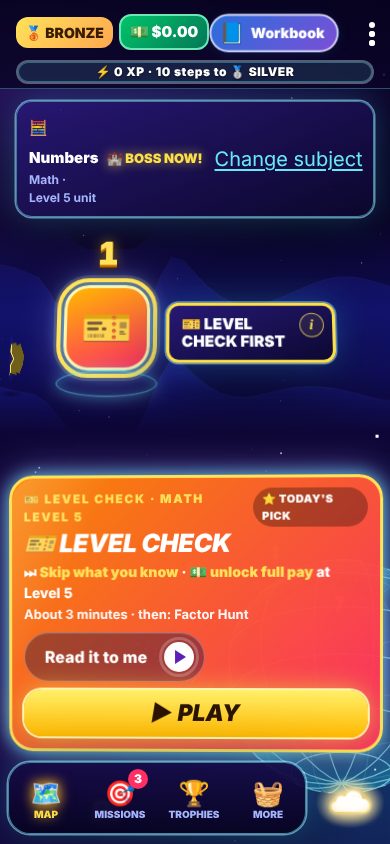 🥉 BRONZE 💵 $0.00 📘 Workbook
⚡ 0 XP · 10 steps to 🥈 SILVER
🧮
Numbers 🏰 BOSS NOW! Change subject
Math ·
Level 5 unit
1
🎫 LEVEL
CHECK FIRST
i
🎫 LEVEL CHECK · MATH
LEVEL 5
⭐ TODAY'S
PICK
🎫 LEVEL CHECK
⏭ Skip what you know · 💵 unlock full pay at
Level 5
About 3 minutes · then: Factor Hunt
Read it to me
▶ PLAY
3
MAP MISSIONS TROPHIES MORE